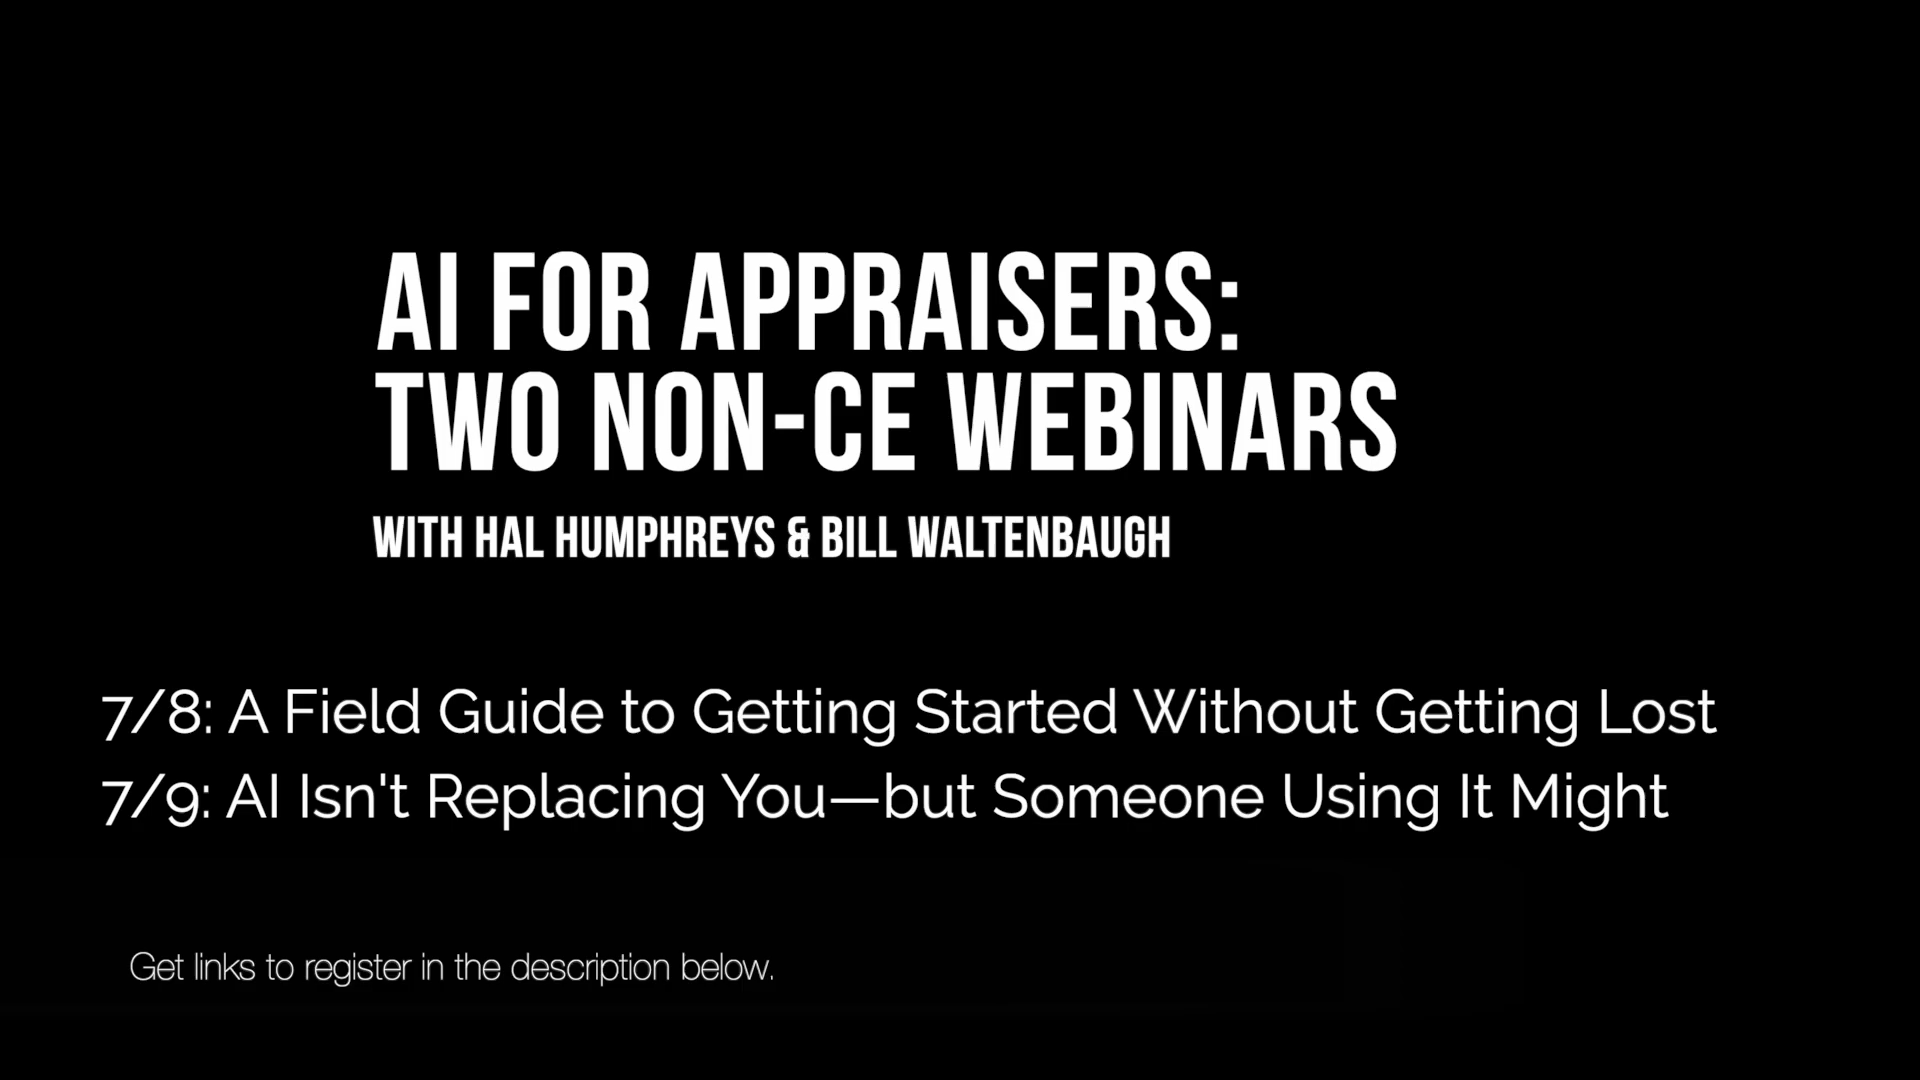 AI FOR APPRAISERS:
TWO NON-CE WEBINARS
WITH HAL HUMPHREYS & BILL WALTENBAUGH
7/8: A Field Guide to Getting Started Without Getting Lost
7/9: AI Isn't Replacing You—but Someone Using It Might
Get links to register in the description below.